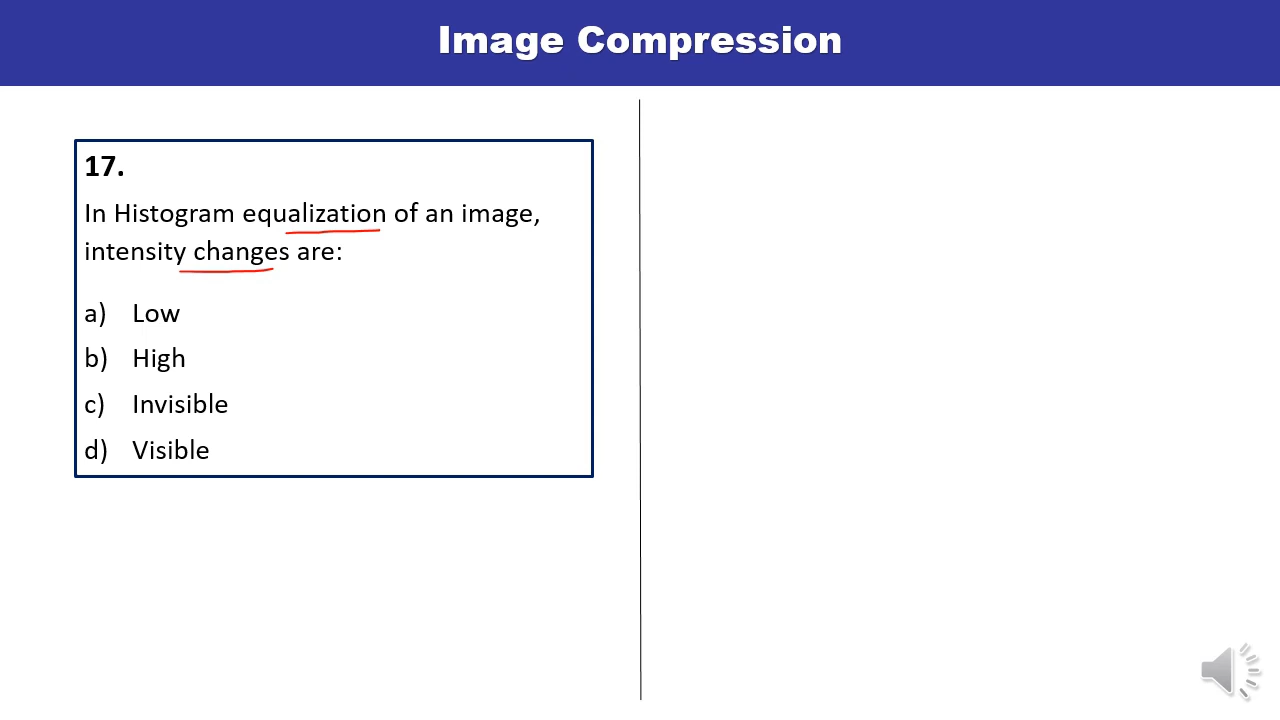 Image Compression
17.
In Histogram equalization of an image,
intensity changes are:
a) Low
b) High
c) Invisible
d) Visible